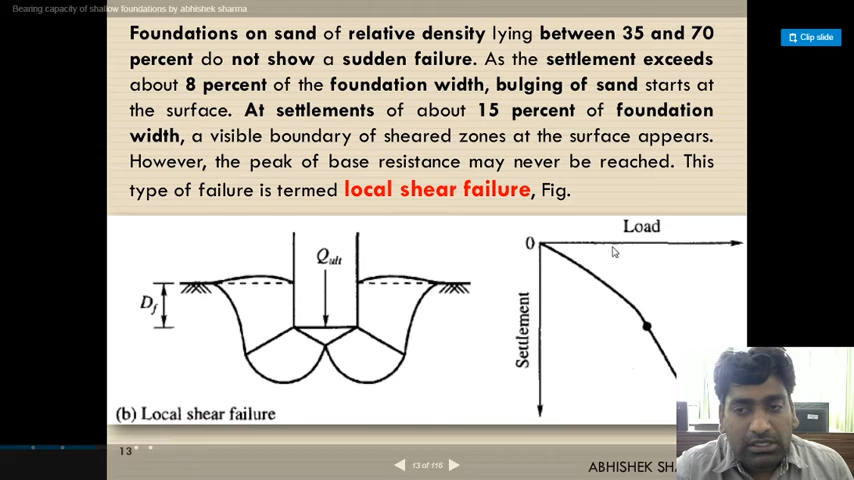 Bearing capacity of shallow foundations by abhishek sharma
Clip slide
Foundations on sand of relative density lying between 35 and 70
percent do not show a sudden failure. As the settlement exceeds
about 8 percent of the foundation width, bulging of sand starts at
the surface. At settlements of about 15 percent of foundation
width, a visible boundary of sheared zones at the surface appears.
However, the peak of base resistance may never be reached. This
type of failure is termed local shear failure, Fig.
Load
0
Qult
Df
Settlement
(b) Local shear failure
13
13 of 116
ABHISHEK SHA